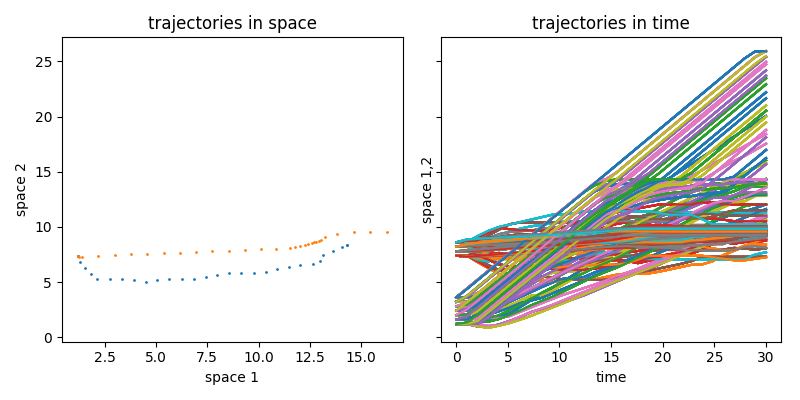 trajectories in space
trajectories in time
25
20
15
10
5
0
space 2
2.5 5.0 7.5 10.0 12.5 15.0
space 1
space 1,2
0 5 10 15 20 25 30
time